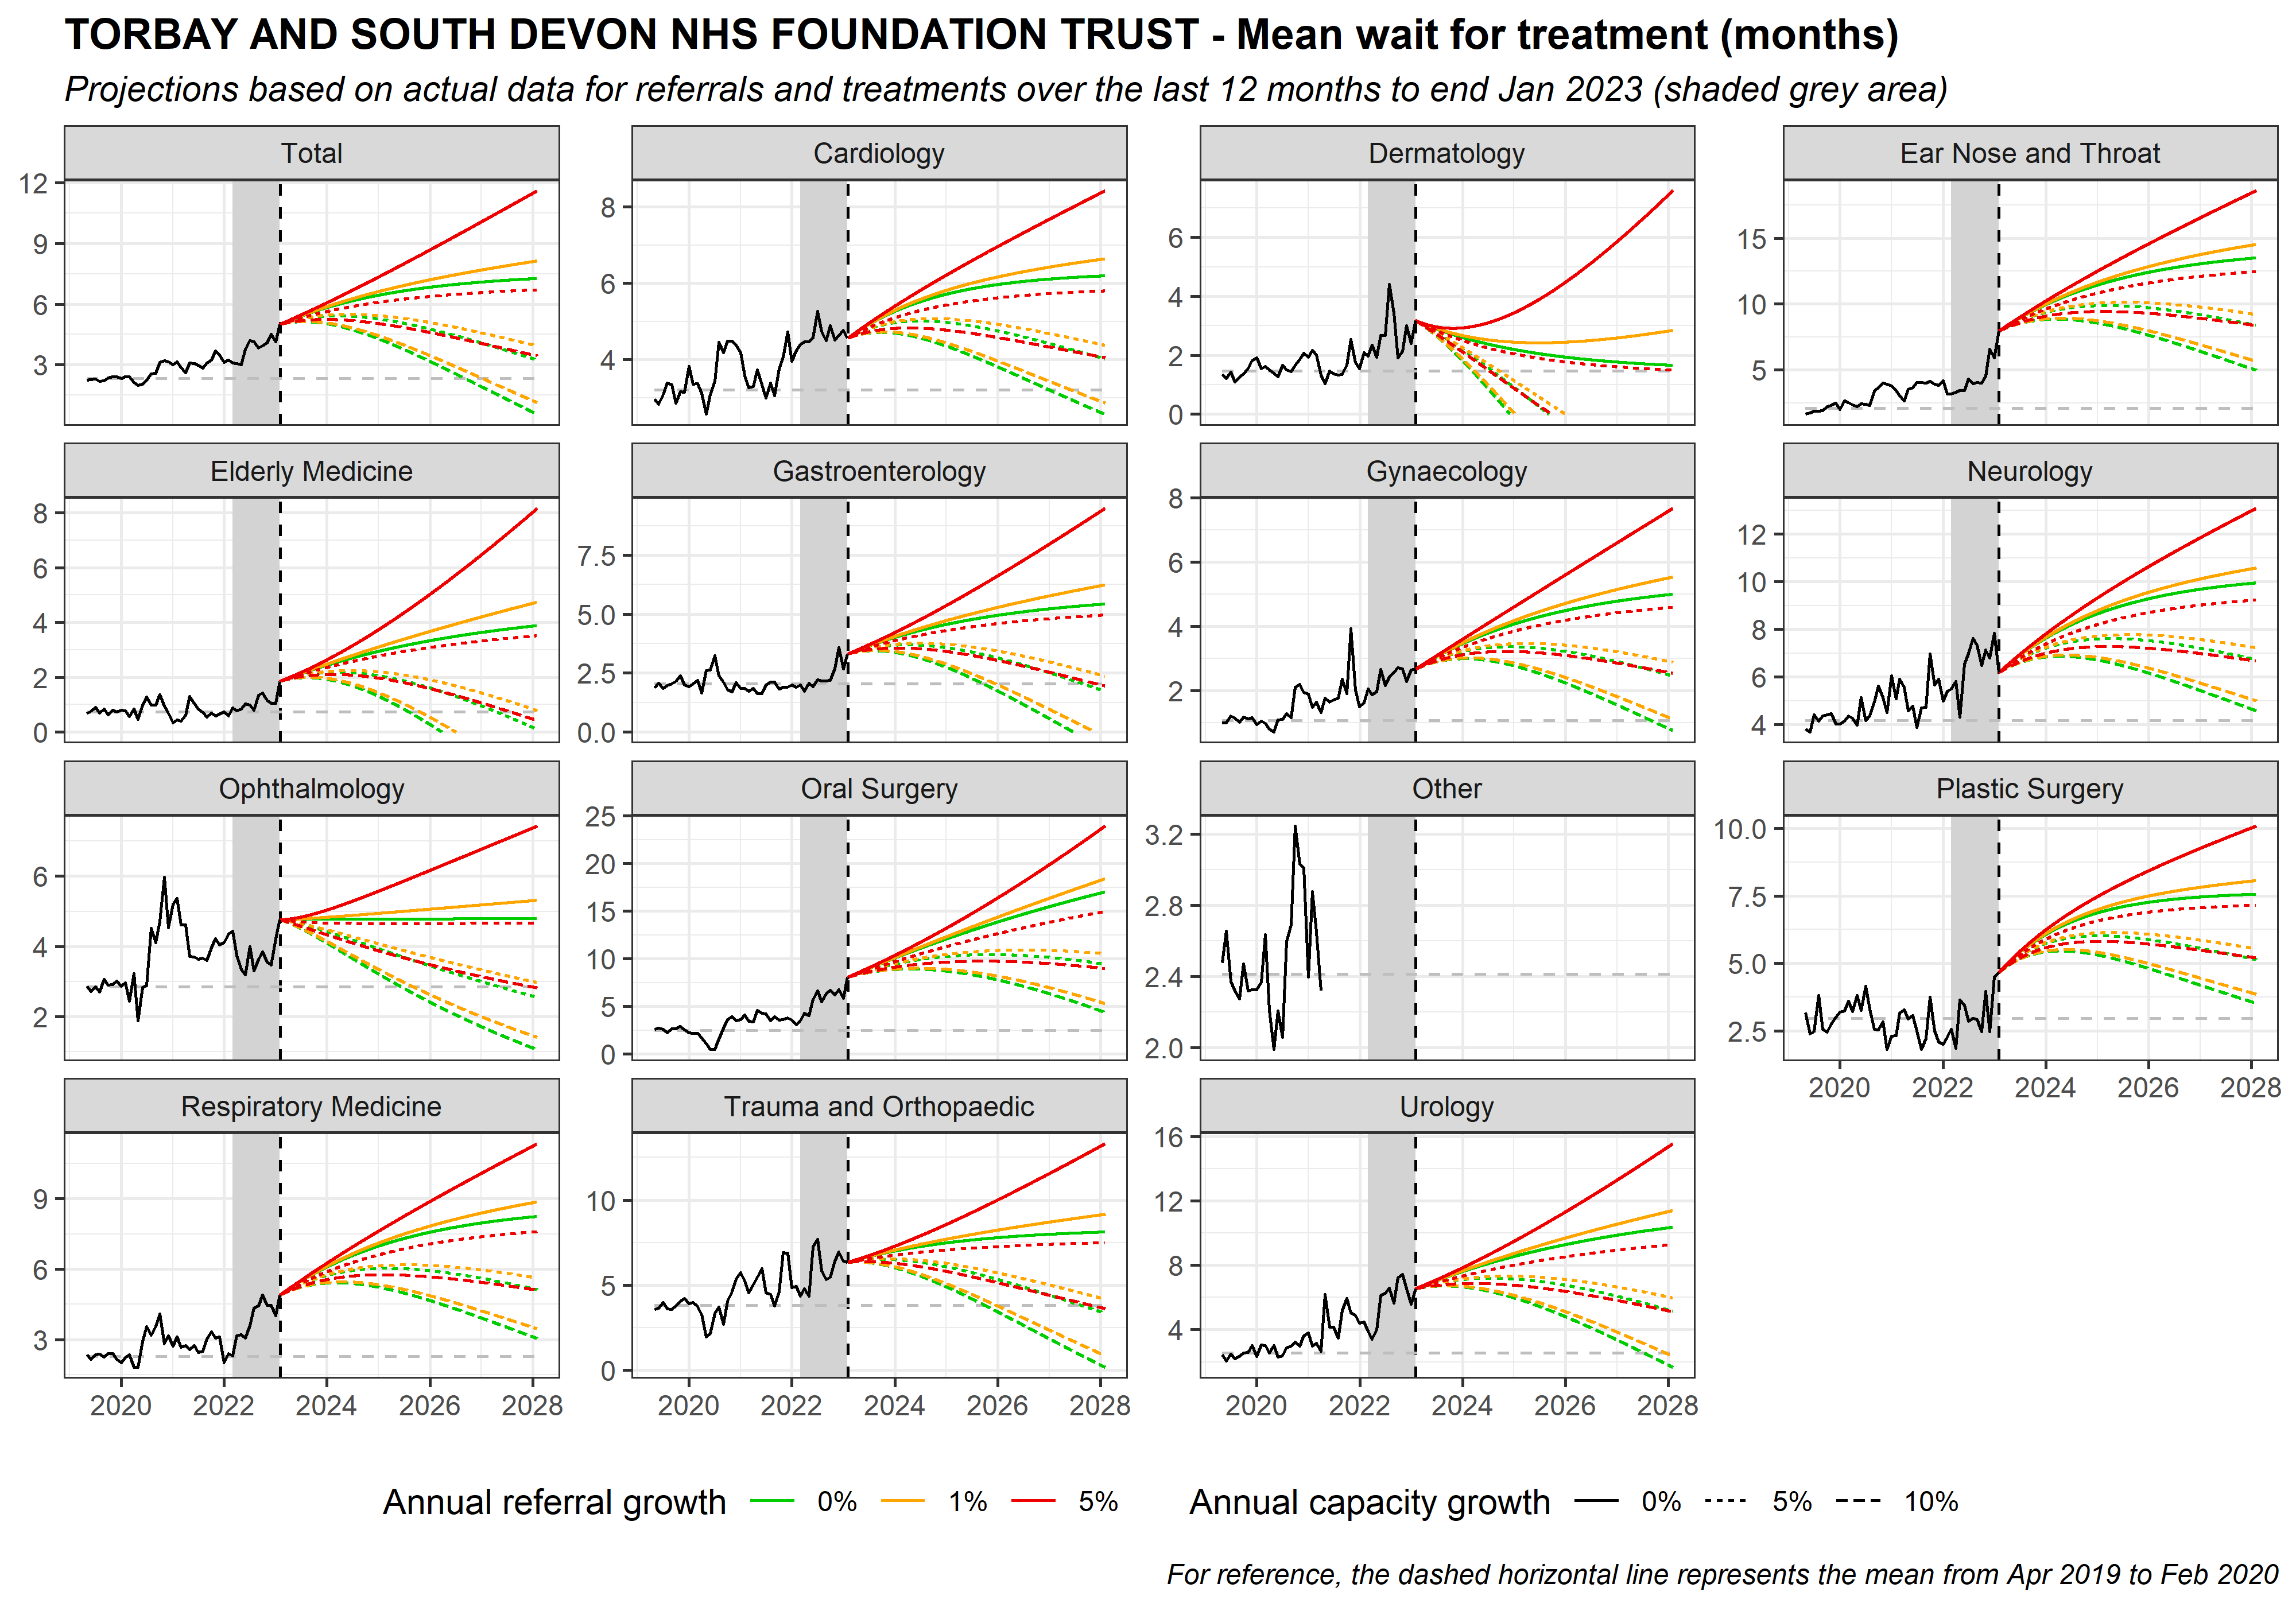 TORBAY AND SOUTH DEVON NHS FOUNDATION TRUST - Mean wait for treatment (months)
Projections based on actual data for referrals and treatments over the last 12 months to end Jan 2023 (shaded grey area)
Total
Cardiology
Dermatology
Ear Nose and Throat
12
9
6
3
8
6
4
6
4
2
0
15
10
5
Elderly Medicine
Gastroenterology
Gynaecology
Neurology
8
6
4
2
0
7.5
5.0
2.5
0.0
8
6
4
2
12
10
8
6
4
Ophthalmology
Oral Surgery
Other
Plastic Surgery
6
4
2
25
20
15
10
5
0
3.2
2.8
2.4
2.0
10.0
7.5
5.0
2.5
2020 2022 2024 2026 2028
Respiratory Medicine
Trauma and Orthopaedic
Urology
9
6
3
10
5
0
16
12
8
4
2020 2022 2024 2026 2028
2020 2022 2024 2026 2028
2020 2022 2024 2026 2028
Annual referral growth 0% 1% 5%
Annual capacity growth 0% 5% 10%
For reference, the dashed horizontal line represents the mean from Apr 2019 to Feb 2020